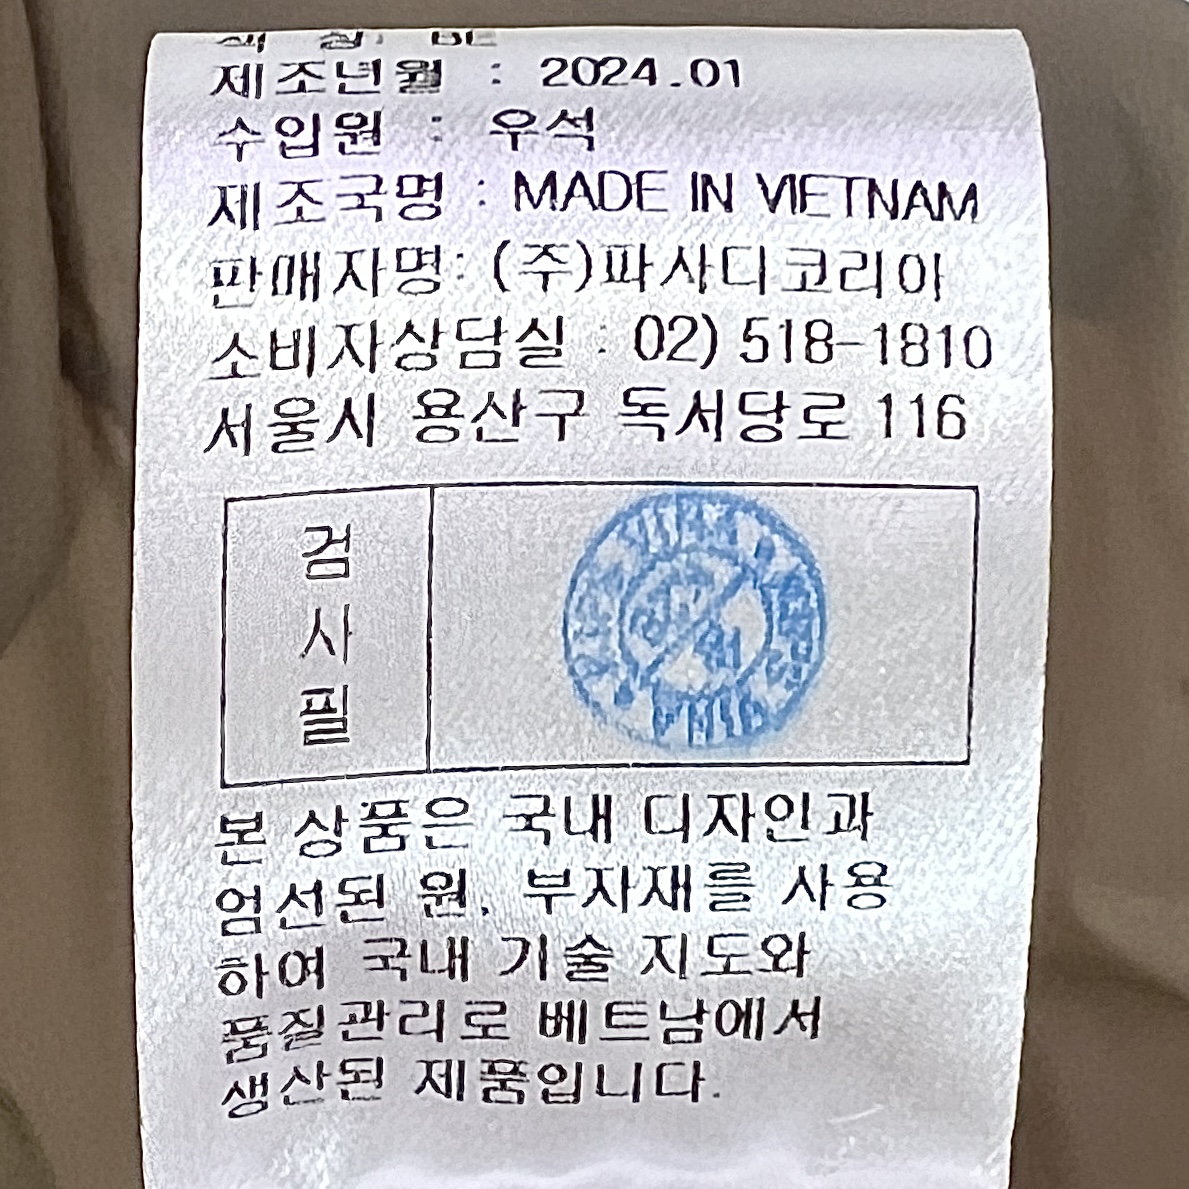 색 상: BE
제조년월 : 2024.01
수입원 : 우석
제조국명 : MADE IN VIETNAM
판매자명: (주)파사디코리아
소비자상담실 : 02) 518-1810
서울시 용산구 독서당로 116
검
사
필
본 상품은 국내 디자인과
엄선된 원, 부자재를 사용
하여 국내 기술 지도와
품질관리로 베트남에서
생산된 제품입니다.